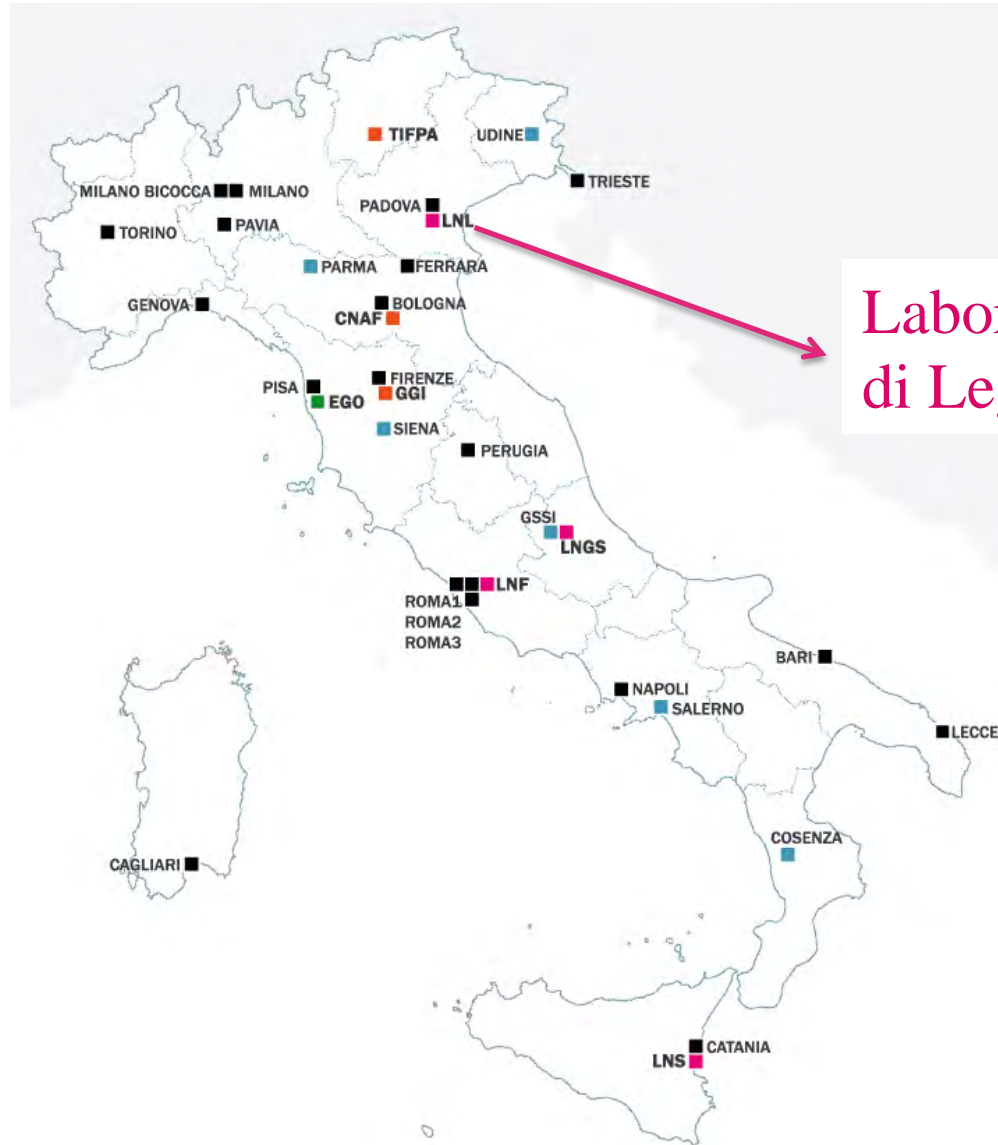 TIFPA
UDINE
TRIESTE
MILANO BICOCCA MILANO
PADOVA
LNL
TORINO
PAVIA
PARMA
FERRARA
GENOVA
BOLOGNA
CNAF
PISA
FIRENZE
EGO
GGI
SIENA
PERUGIA
GSSI
LNGS
LNF
ROMA1
ROMA2
ROMA3
BARI
NAPOLI
SALERNO
LECCE
COSENZA
CAGLIARI
CATANIA
LNS
di